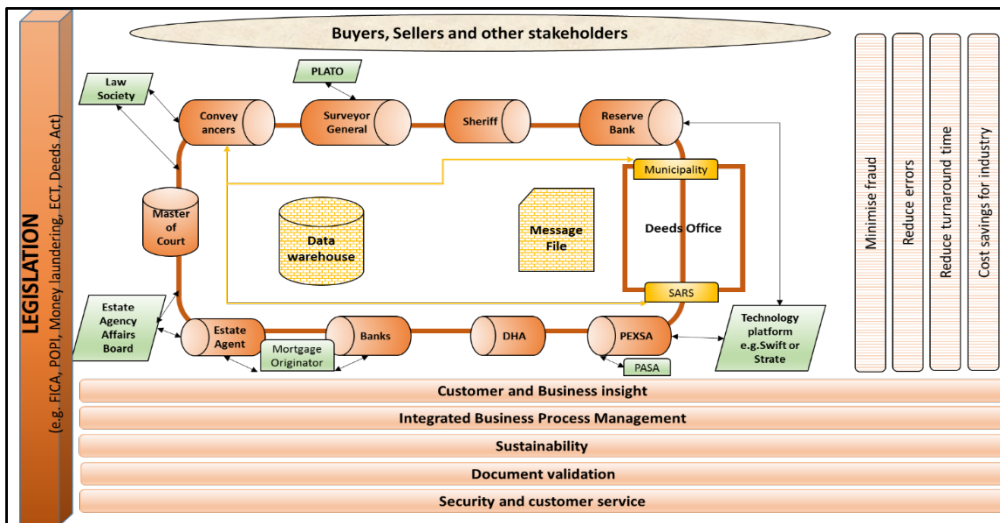 Buyers, Sellers and other stakeholders
LEGISLATION
(e.g. FICA, POPI, Money laundering, ECT, Deeds Act)
Law
Society
PLATO
Convey
ancers
Surveyor
General
Sheriff
Reserve
Bank
Municipality
Master
of
Court
Data
warehouse
Message
File
Deeds Office
SARS
Estate
Agency
Affairs
Board
Estate
Agent
Mortgage
Originator
Banks
DHA
PEXSA
PASA
Technology
platform
e.g.Swift or
Strate
Minimise fraud
Reduce errors
Reduce turnaround time
Cost savings for industry
Customer and Business insight
Integrated Business Process Management
Sustainability
Document validation
Security and customer service